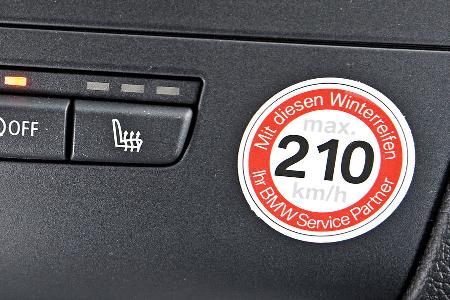 OFF
Mit diesen Winterreifen
max.
210
km/h
Ihr BMW Service Partner